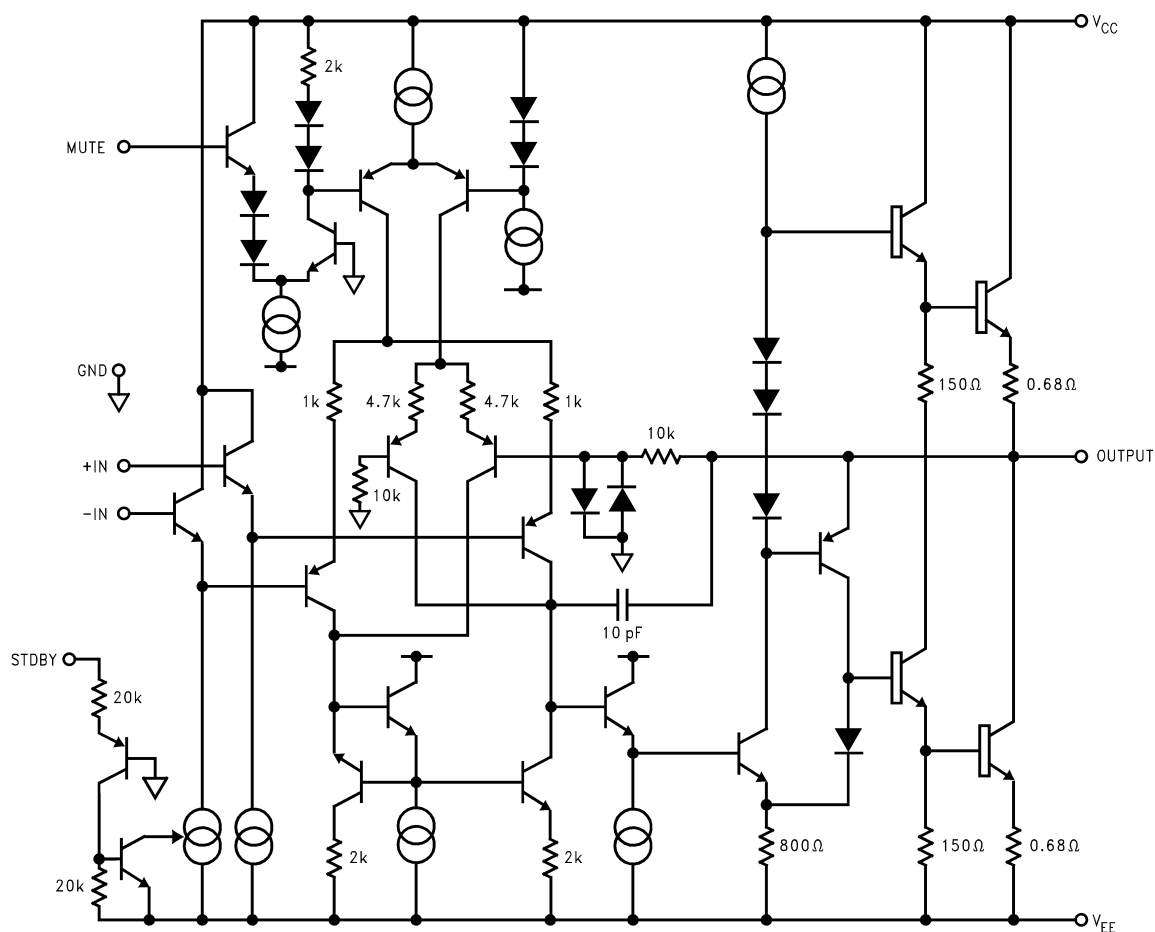 VCC
2k
MUTE
GND
1k
4.7k
4.7k
1k
150Ω
0.68Ω
10k
+IN
OUTPUT
10k
-IN
10 pF
STDBY
20k
2k
2k
800Ω
150Ω
0.68Ω
20k
VEE